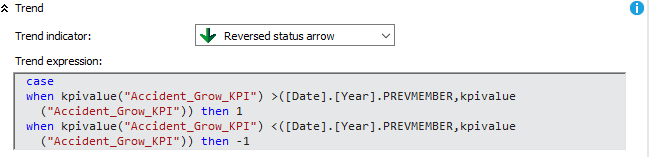 Trend
Trend indicator:
Reversed status arrow
Trend expression:
case
when kpivalue("Accident_Grow_KPI") >([Date].[Year].PREVMEMBER,kpivalue
("Accident_Grow_KPI")) then 1
when kpivalue("Accident_Grow_KPI") <([Date].[Year].PREVMEMBER,kpivalue
("Accident_Grow_KPI")) then -1